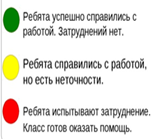 Ребята успешно справились с
работой. Затруднений нет.
Ребята справились с работой,
но есть неточности.
Ребята испытывают затруднение.
Класс готов оказать помощь.